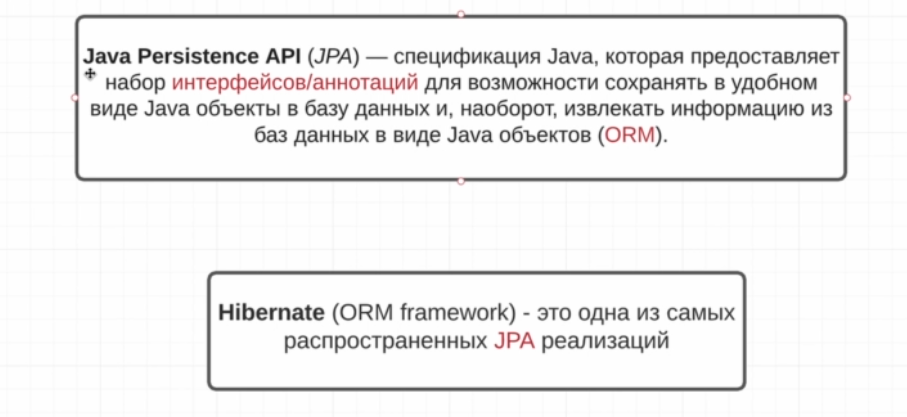 Java Persistence API (JPA) — спецификация Java, которая предоставляет
набор интерфейсов/аннотаций для возможности сохранять в удобном
виде Java объекты в базу данных и, наоборот, извлекать информацию из
баз данных в виде Java объектов (ORM).
Hibernate (ORM framework) - это одна из самых
распространенных JPA реализаций